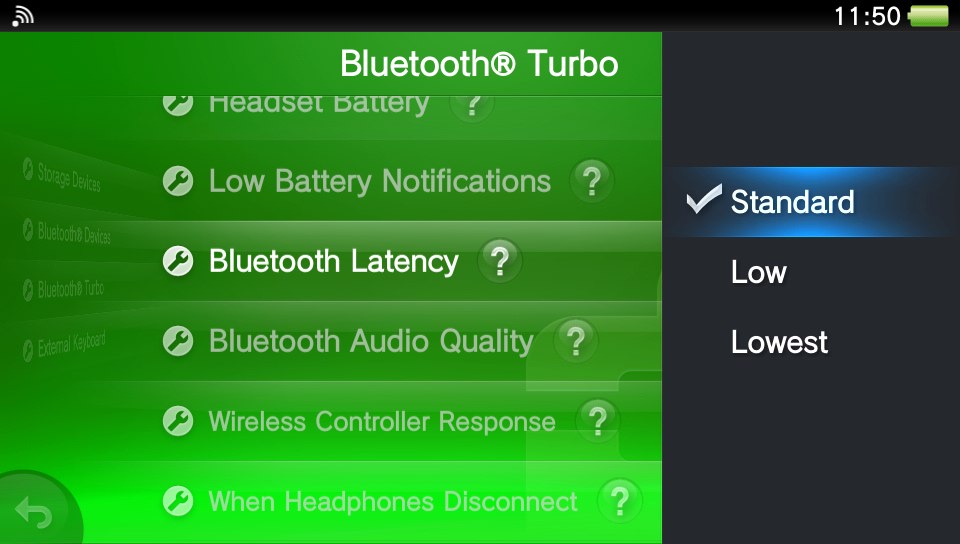 11:50
Bluetooth® Turbo
Headset Battery ?
Low Battery Notifications ?
Bluetooth Latency ?
Bluetooth Audio Quality ?
Wireless Controller Response ?
When Headphones Disconnect ?
Storage Devices
Bluetooth® Devices
Bluetooth® Turbo
External Keyboard
Standard
Low
Lowest